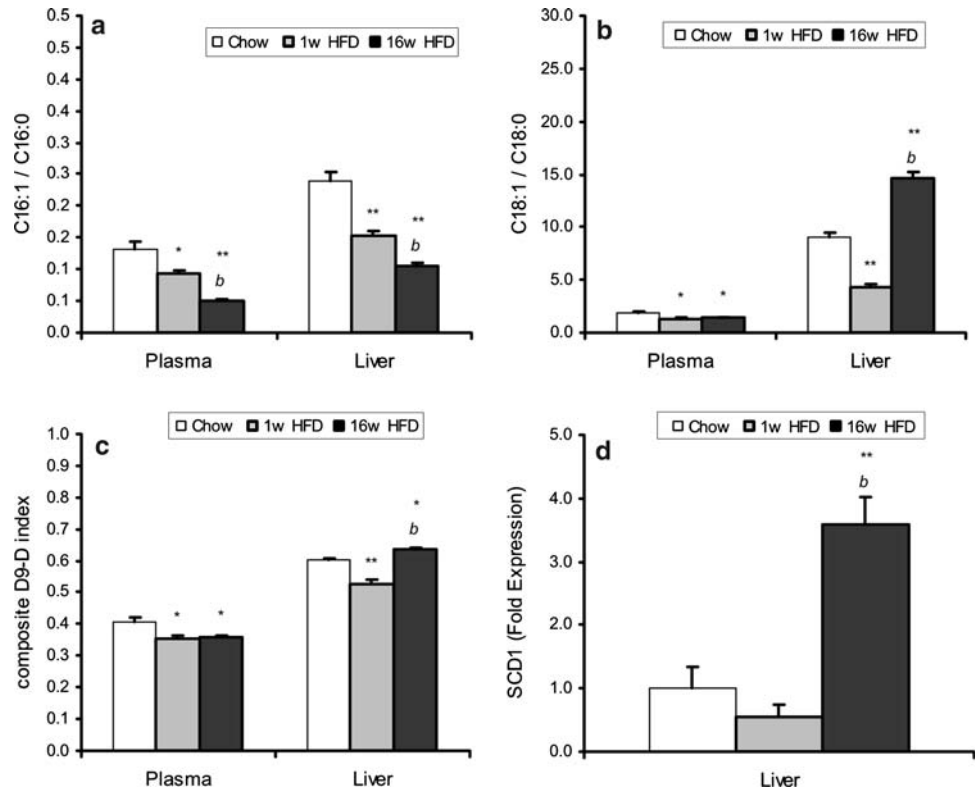 a
Chow 1w HFD 16w HFD
C16:1 / C16:0
0.5
0.5
0.4
0.4
0.3
0.3
0.2
0.2
0.1
0.1
0.0
* ** b ** ** b
Plasma Liver
b
Chow 1w HFD 16w HFD
C18:1 / C18:0
30.0
25.0
20.0
15.0
10.0
5.0
0.0
* * ** ** b
Plasma Liver
c
Chow 1w HFD 16w HFD
composite D9-D index
1.0
0.9
0.8
0.7
0.6
0.5
0.4
0.3
0.2
0.1
0.0
* * ** * b
Plasma Liver
d
Chow 1w HFD 16w HFD
SCD1 (Fold Expression)
5.0
4.0
3.0
2.0
1.0
0.0
** b
Liver